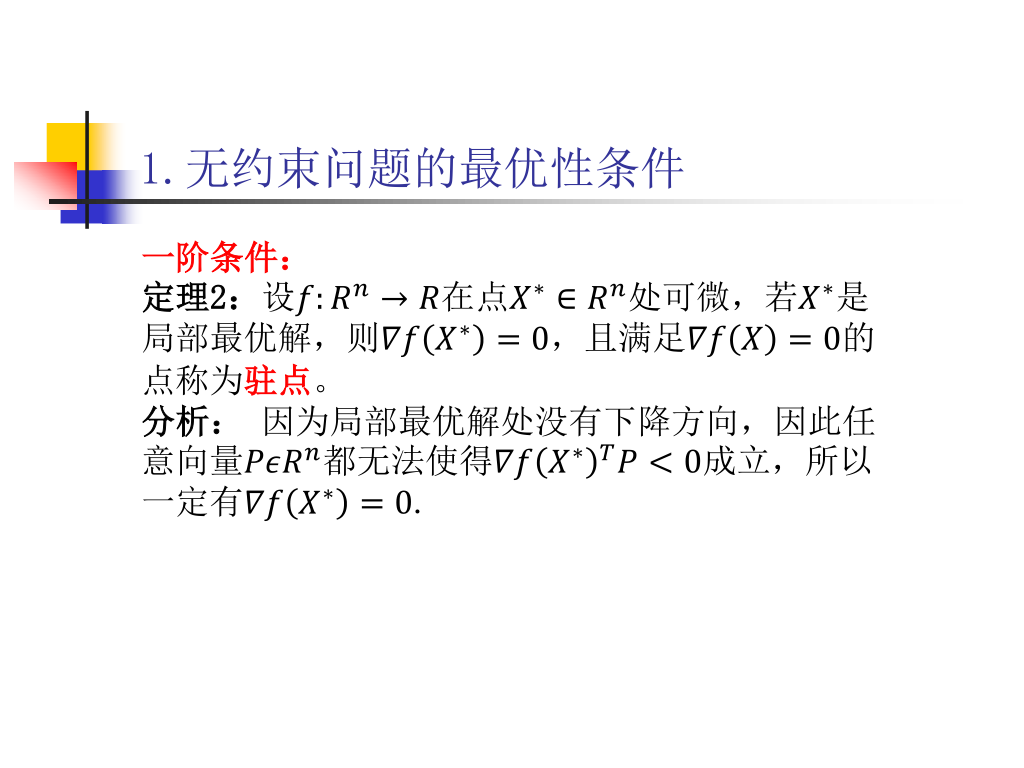 1.无约束问题的最优性条件
一阶条件：
定理2：设𝑓:𝑅ⁿ → 𝑅在点𝑋* ∈ 𝑅ⁿ处可微，若𝑋*是
局部最优解，则∇𝑓(𝑋*) = 0，且满足∇𝑓(𝑋) = 0的
点称为驻点。
分析： 因为局部最优解处没有下降方向，因此任
意向量𝑃𝜖𝑅ⁿ都无法使得∇𝑓(𝑋*)ᵀ𝑃 < 0成立，所以
一定有∇𝑓(𝑋*) = 0.